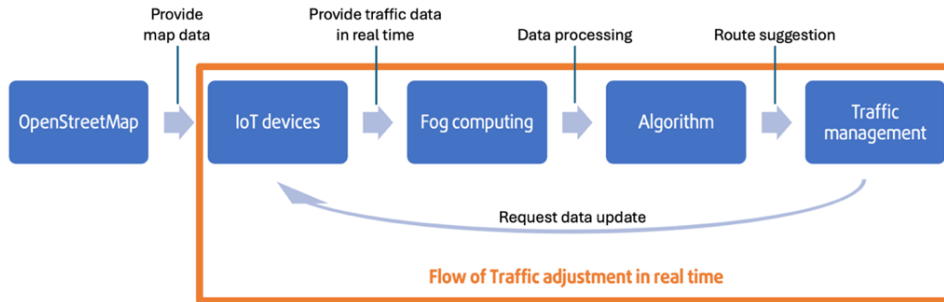 Provide
map data
Provide traffic data
in real time
Data processing
Route suggestion
OpenStreetMap
IoT devices
Fog computing
Algorithm
Traffic
management
Request data update
Flow of Traffic adjustment in real time